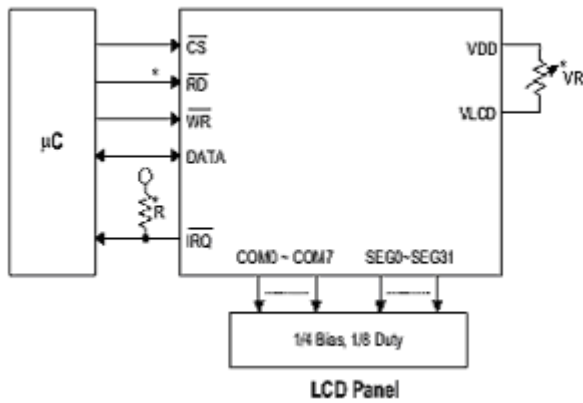 CS
VDD
*
RD
* VR
WR
VLCD
µC
DATA
*
R
IRQ
COM0 ~ COM7 SEG0~SEG31
1/4 Bias, 1/8 Duty
LCD Panel